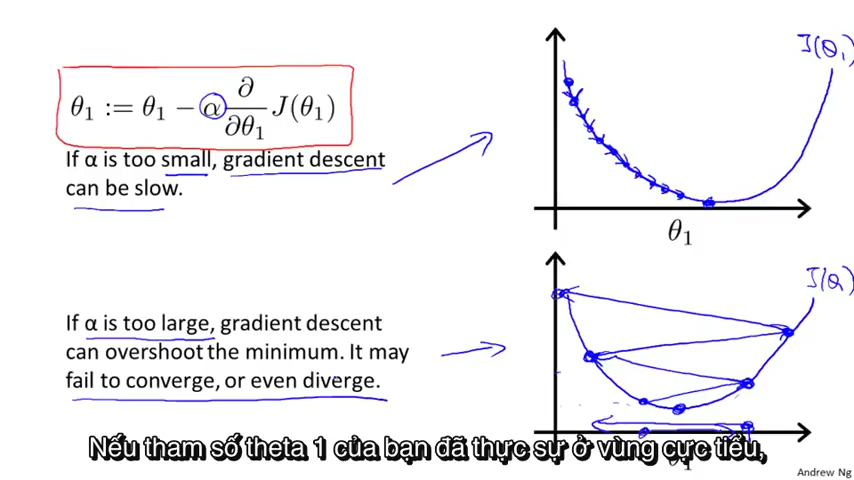 θ₁ := θ₁ − α ∂/∂θ₁ J(θ₁)
If α is too small, gradient descent
can be slow.
J(θ₁)
θ₁
If α is too large, gradient descent
can overshoot the minimum. It may
fail to converge, or even diverge.
Nếu tham số theta 1 của bạn đã thực sự ở vùng cực tiểu,
Andrew Ng